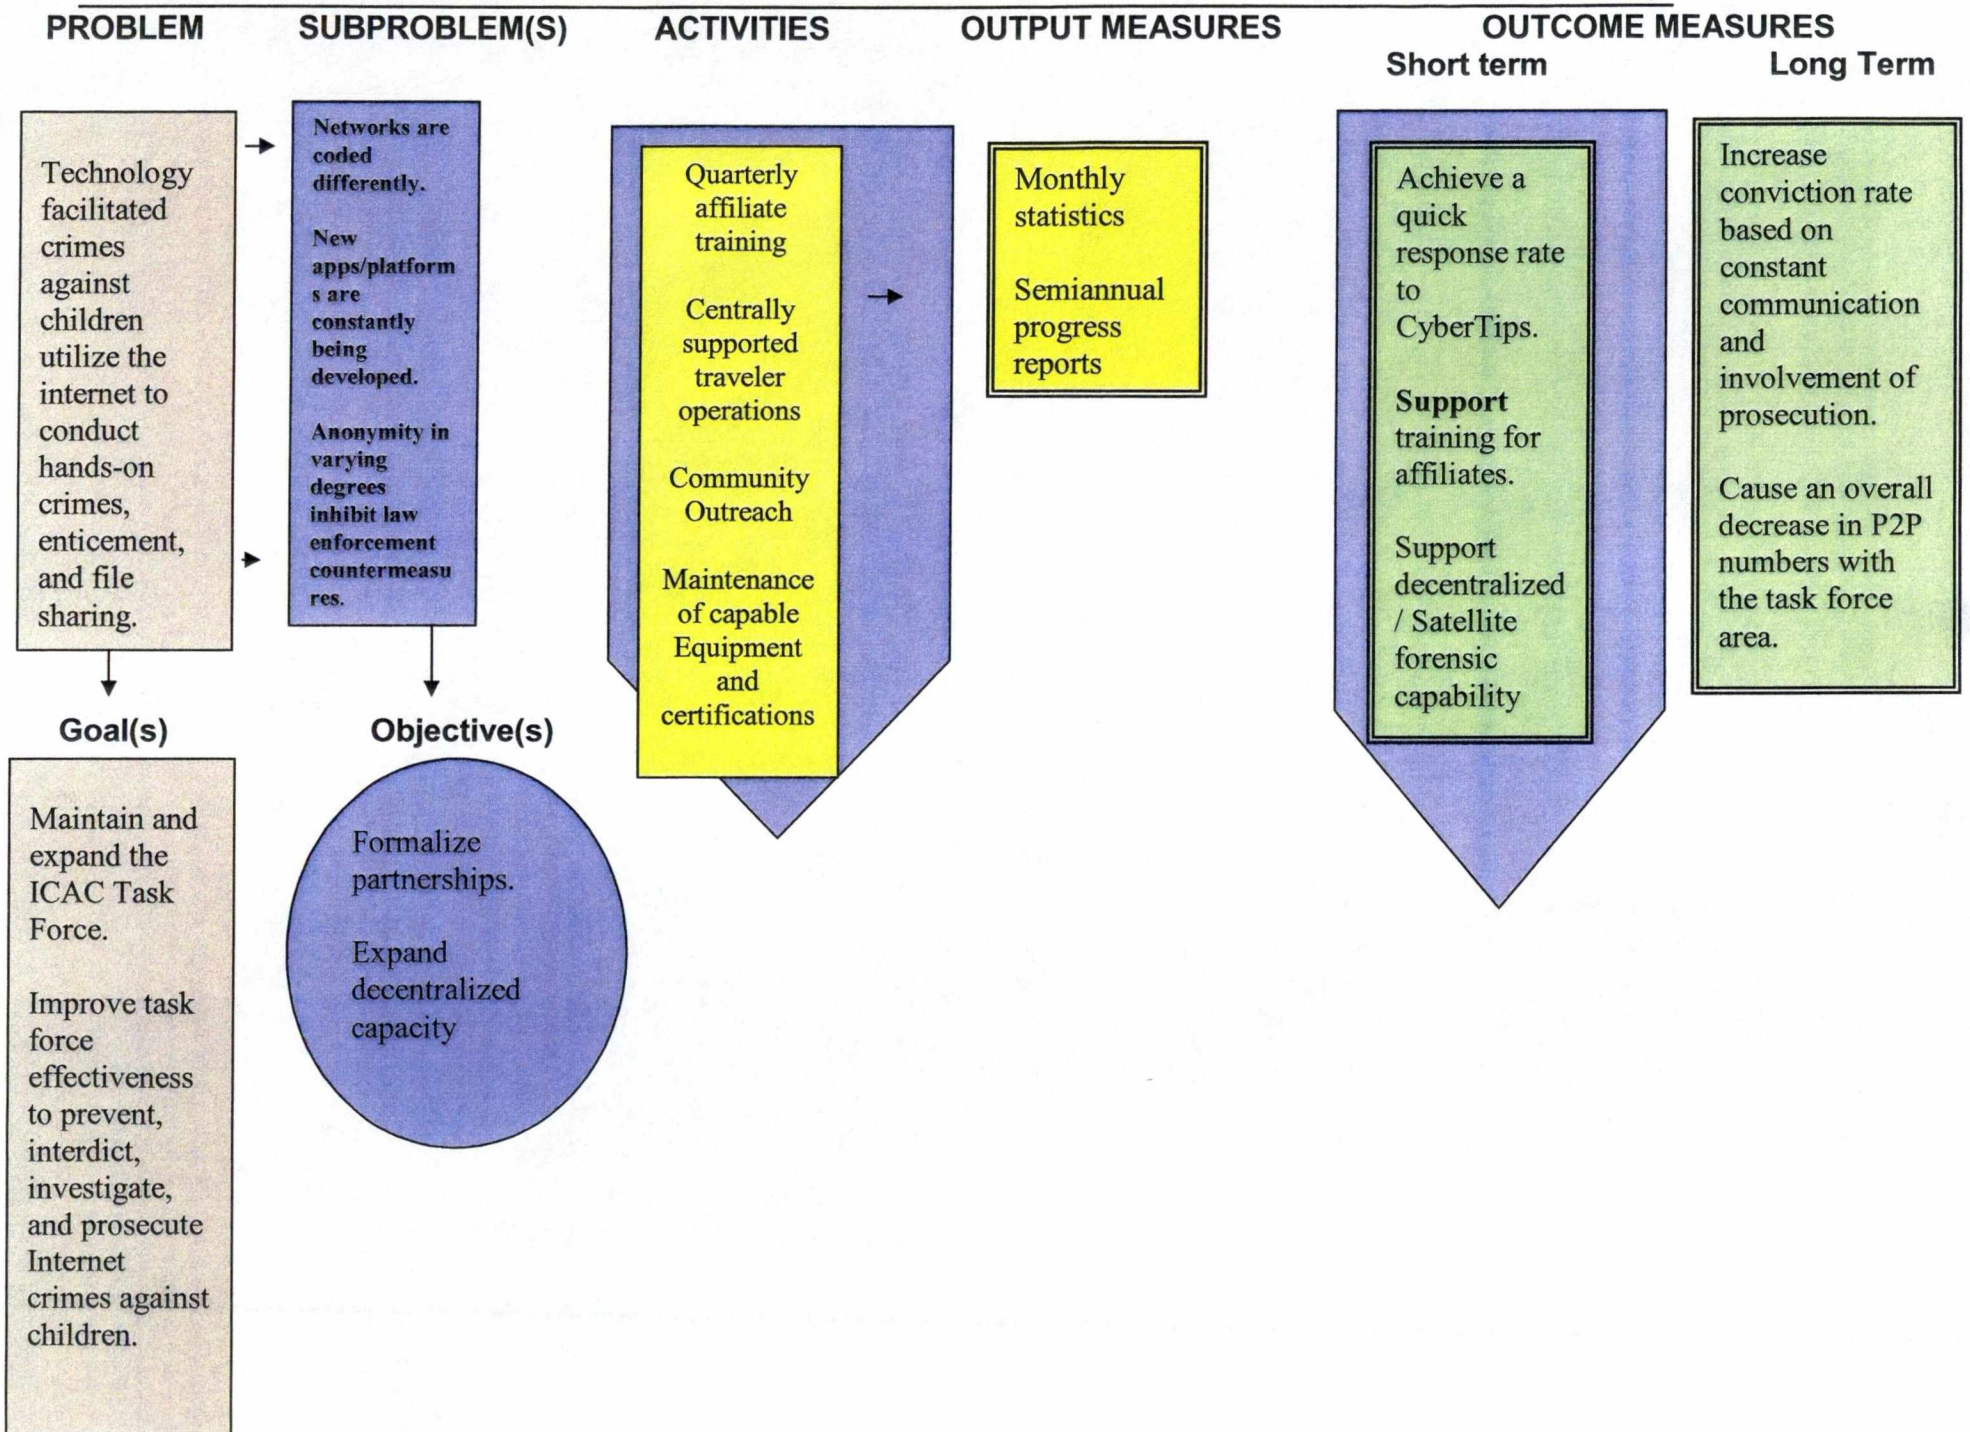 PROBLEM
SUBPROBLEM(S)
ACTIVITIES
OUTPUT MEASURES
OUTCOME MEASURES
Short term
Long Term
Technology
facilitated
crimes
against
children
utilize the
internet to
conduct
hands-on
crimes,
enticement,
and file
sharing.
Networks are
coded
differently.
New
apps/platform
s are
constantly
being
developed.
Anonymity in
varying
degrees
inhibit law
enforcement
countermeasu
res.
Quarterly
affiliate
training
Centrally
supported
traveler
operations
Community
Outreach
Maintenance
of capable
Equipment
and
certifications
Monthly
statistics
Semiannual
progress
reports
Achieve a
quick
response rate
to
CyberTips.
Support
training for
affiliates.
Support
decentralized
/ Satellite
forensic
capability
Increase
conviction rate
based on
constant
communication
and
involvement of
prosecution.
Cause an overall
decrease in P2P
numbers with
the task force
area.
Goal(s)
Maintain and
expand the
ICAC Task
Force.
Improve task
force
effectiveness
to prevent,
interdict,
investigate,
and prosecute
Internet
crimes against
children.
Objective(s)
Formalize
partnerships.
Expand
decentralized
capacity